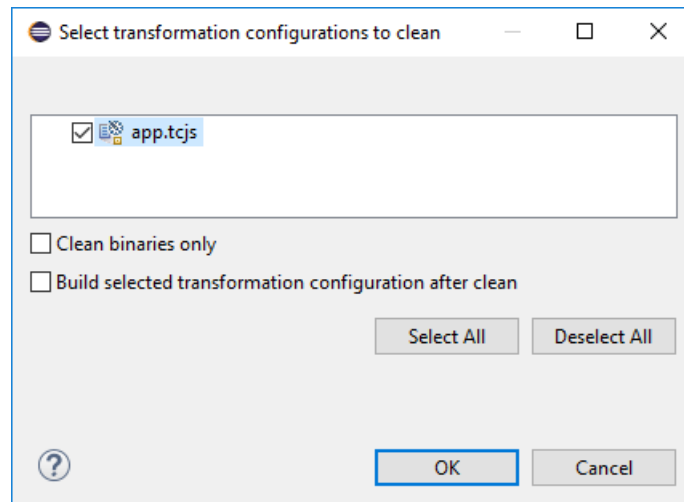 Select transformation configurations to clean
app.tcjs
Clean binaries only
Build selected transformation configuration after clean
Select All Deselect All
? OK Cancel